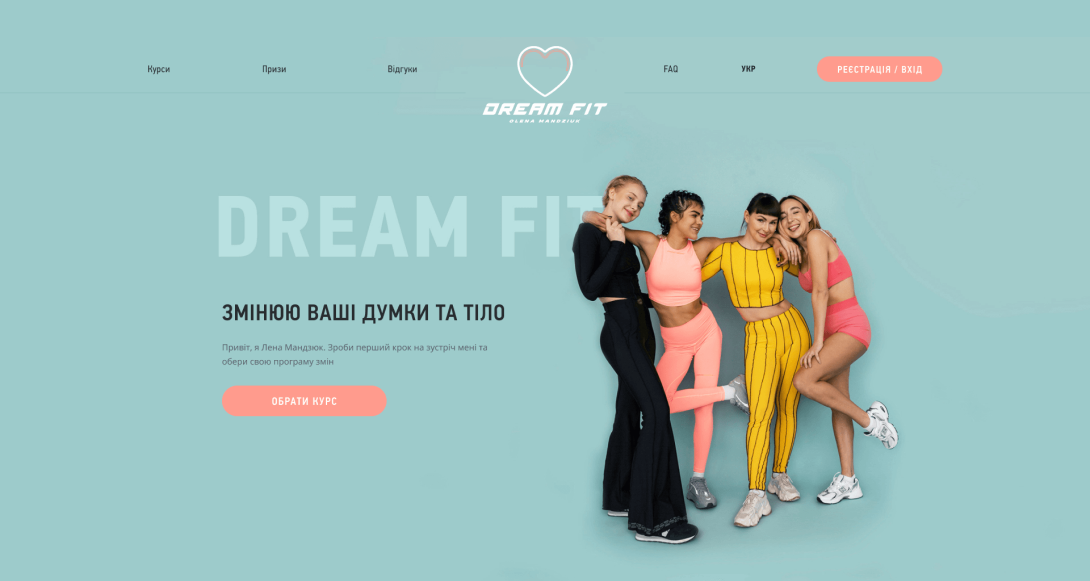 Курси
Призи
Відгуки
DREAM FIT
OLENA MANDZIUK
FAQ
УКР
РЕЄСТРАЦІЯ / ВХІД
DREAM FIT
ЗМІНЮЮ ВАШІ ДУМКИ ТА ТІЛО
Привіт, я Лена Мандзюк. Зроби перший крок на зустріч мені та
обери свою програму змін
ОБРАТИ КУРС